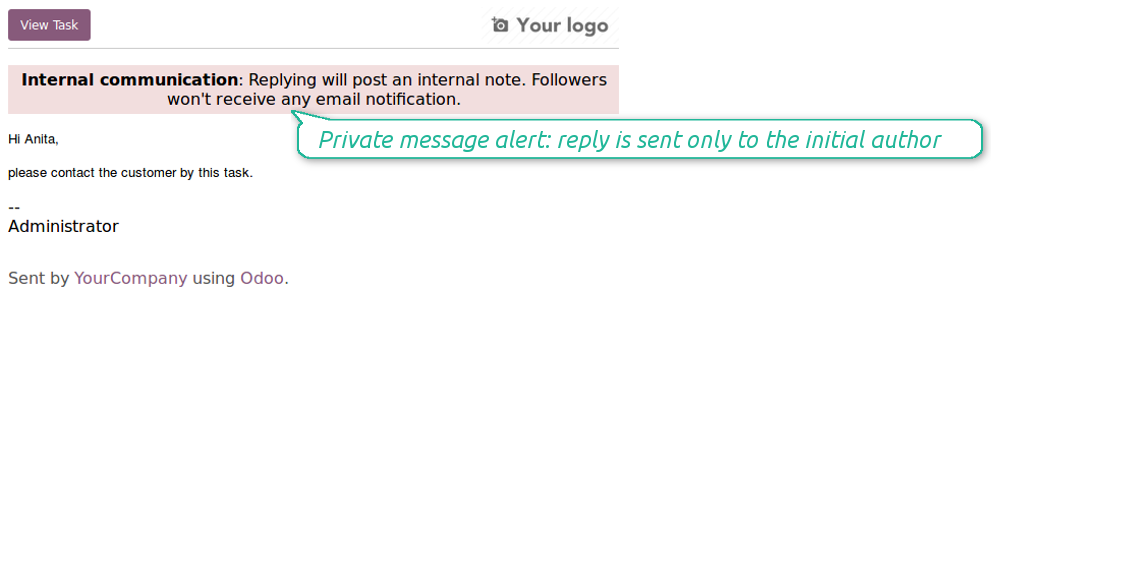 View Task
Your logo
Internal communication: Replying will post an internal note. Followers
won't receive any email notification.
Private message alert: reply is sent only to the initial author
Hi Anita,
please contact the customer by this task.
--
Administrator
Sent by YourCompany using Odoo.